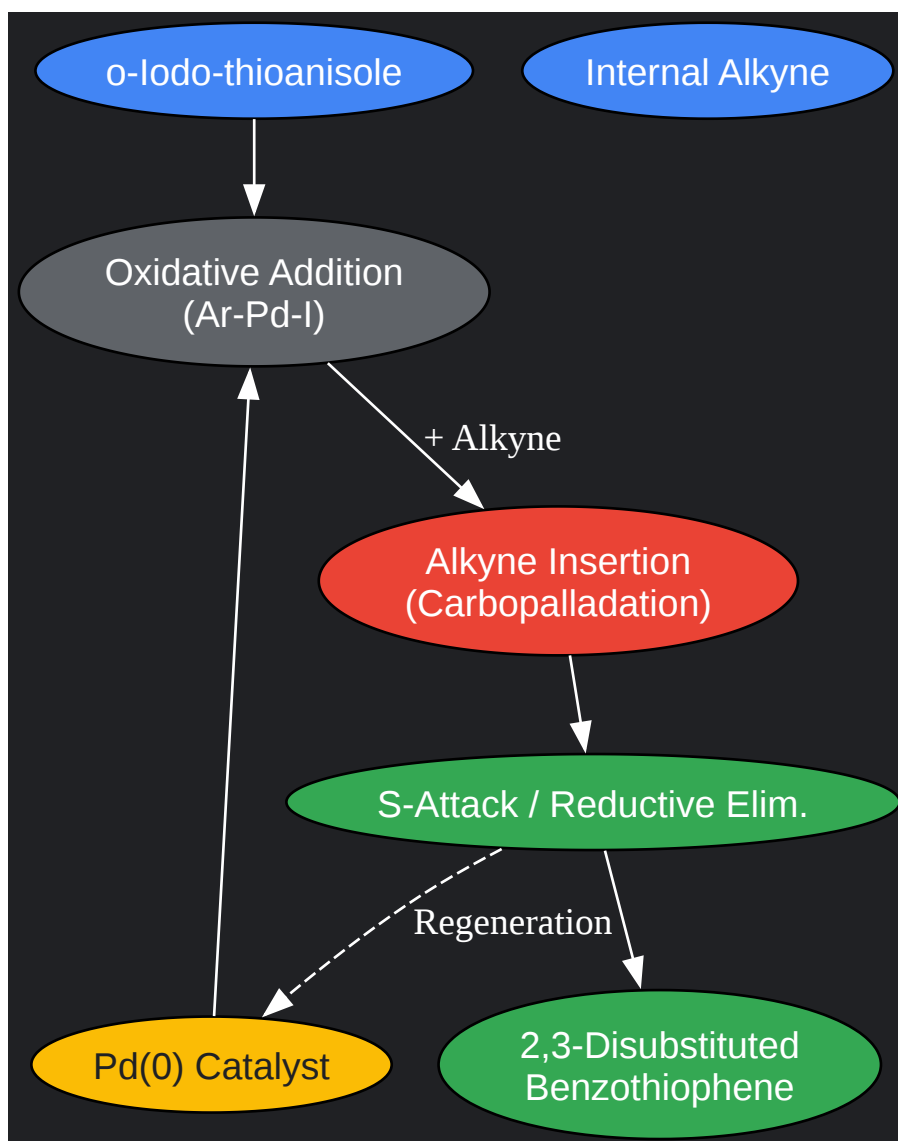 o-Iodo-thioanisole
Internal Alkyne
Oxidative Addition
(Ar-Pd-I)
+ Alkyne
Alkyne Insertion
(Carbopalladation)
S-Attack / Reductive Elim.
Regeneration
Pd(0) Catalyst
2,3-Disubstituted
Benzothiophene